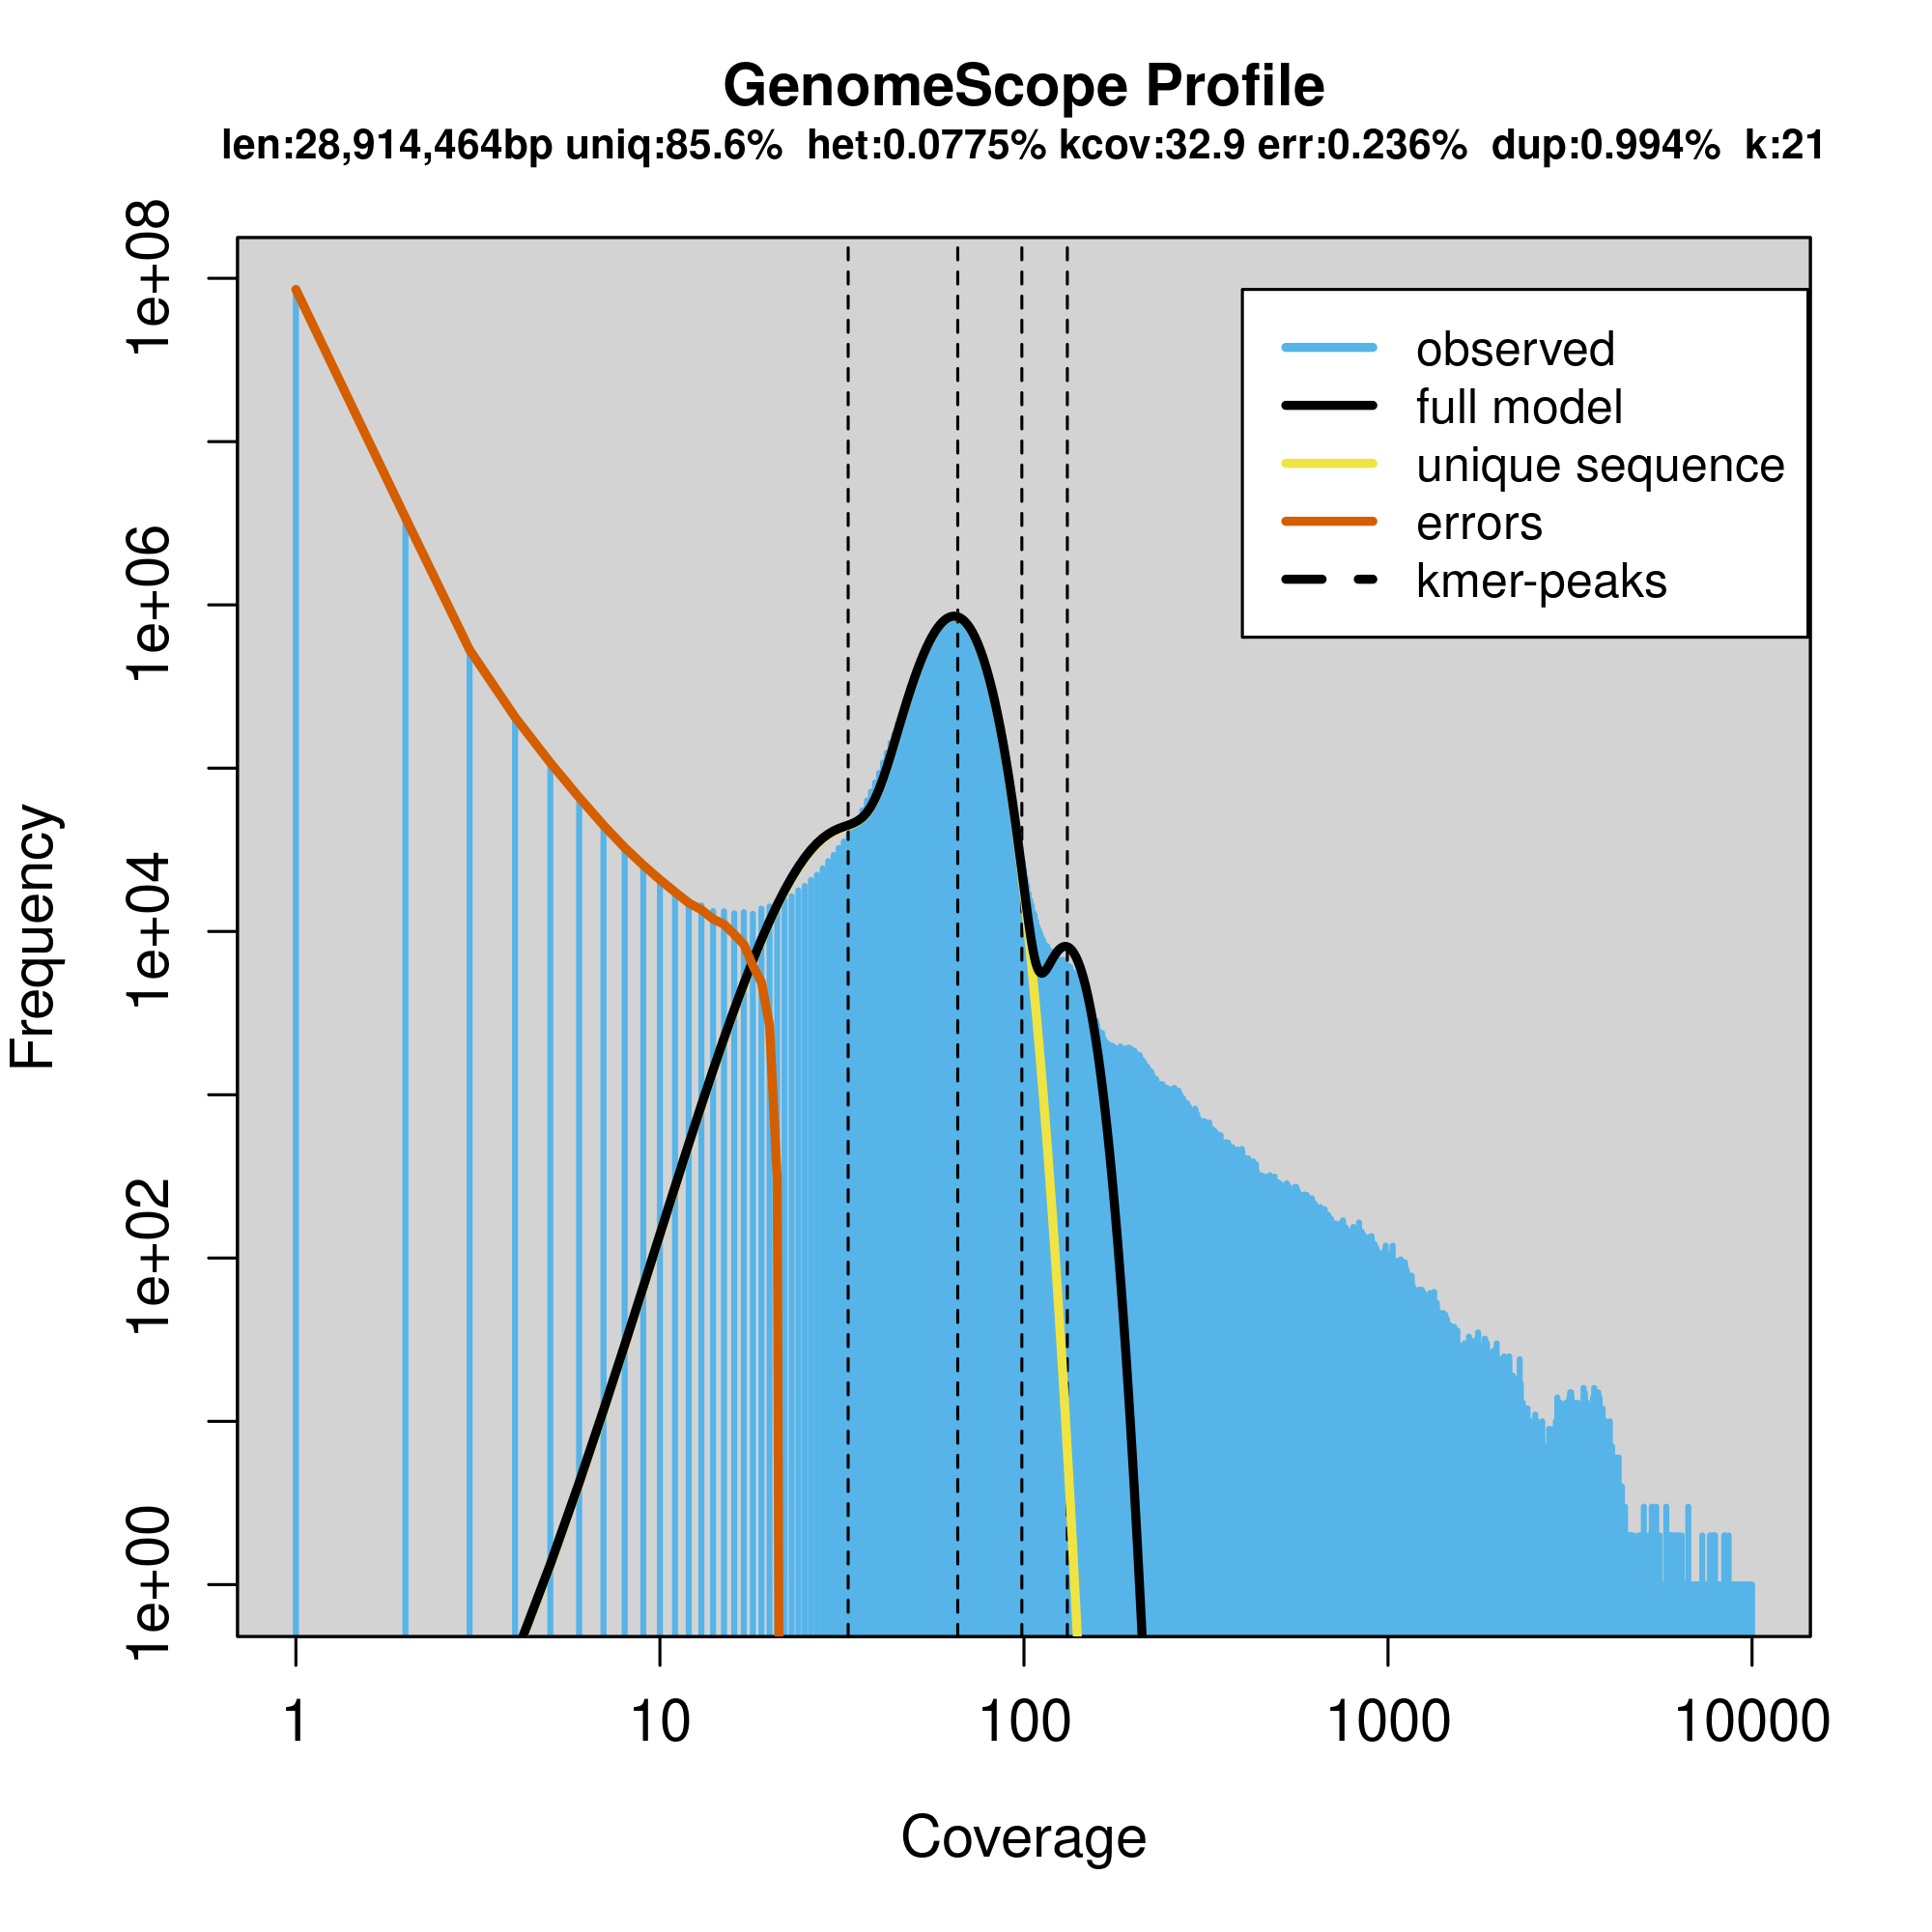 GenomeScope Profile
len:28,914,464bp uniq:85.6% het:0.0775% kcov:32.9 err:0.236% dup:0.994% k:21
1e+08
1e+06
1e+04
1e+02
1e+00
Frequency
observed
full model
unique sequence
errors
kmer-peaks
1 10 100 1000 10000
Coverage